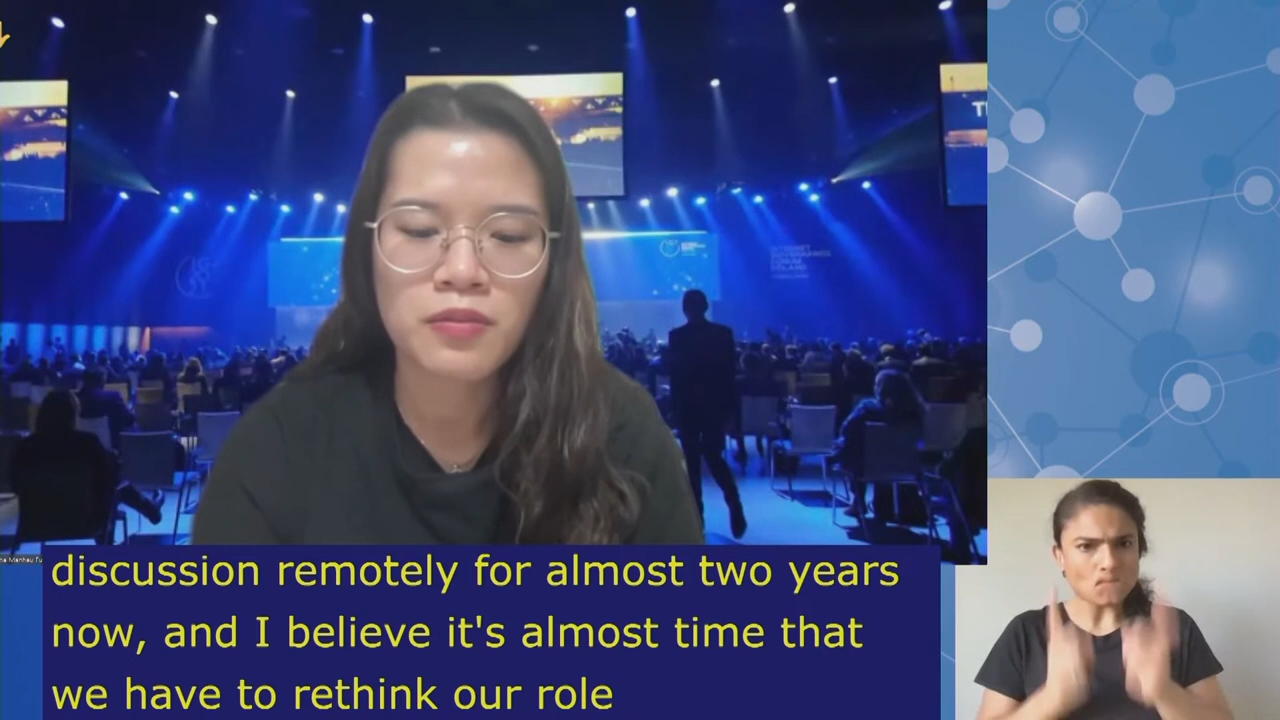 discussion remotely for almost two years
now, and I believe it's almost time that
we have to rethink our role